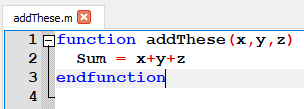 addThese.m
1 function addThese(x,y,z)
2 Sum = x+y+z
3 endfunction
4